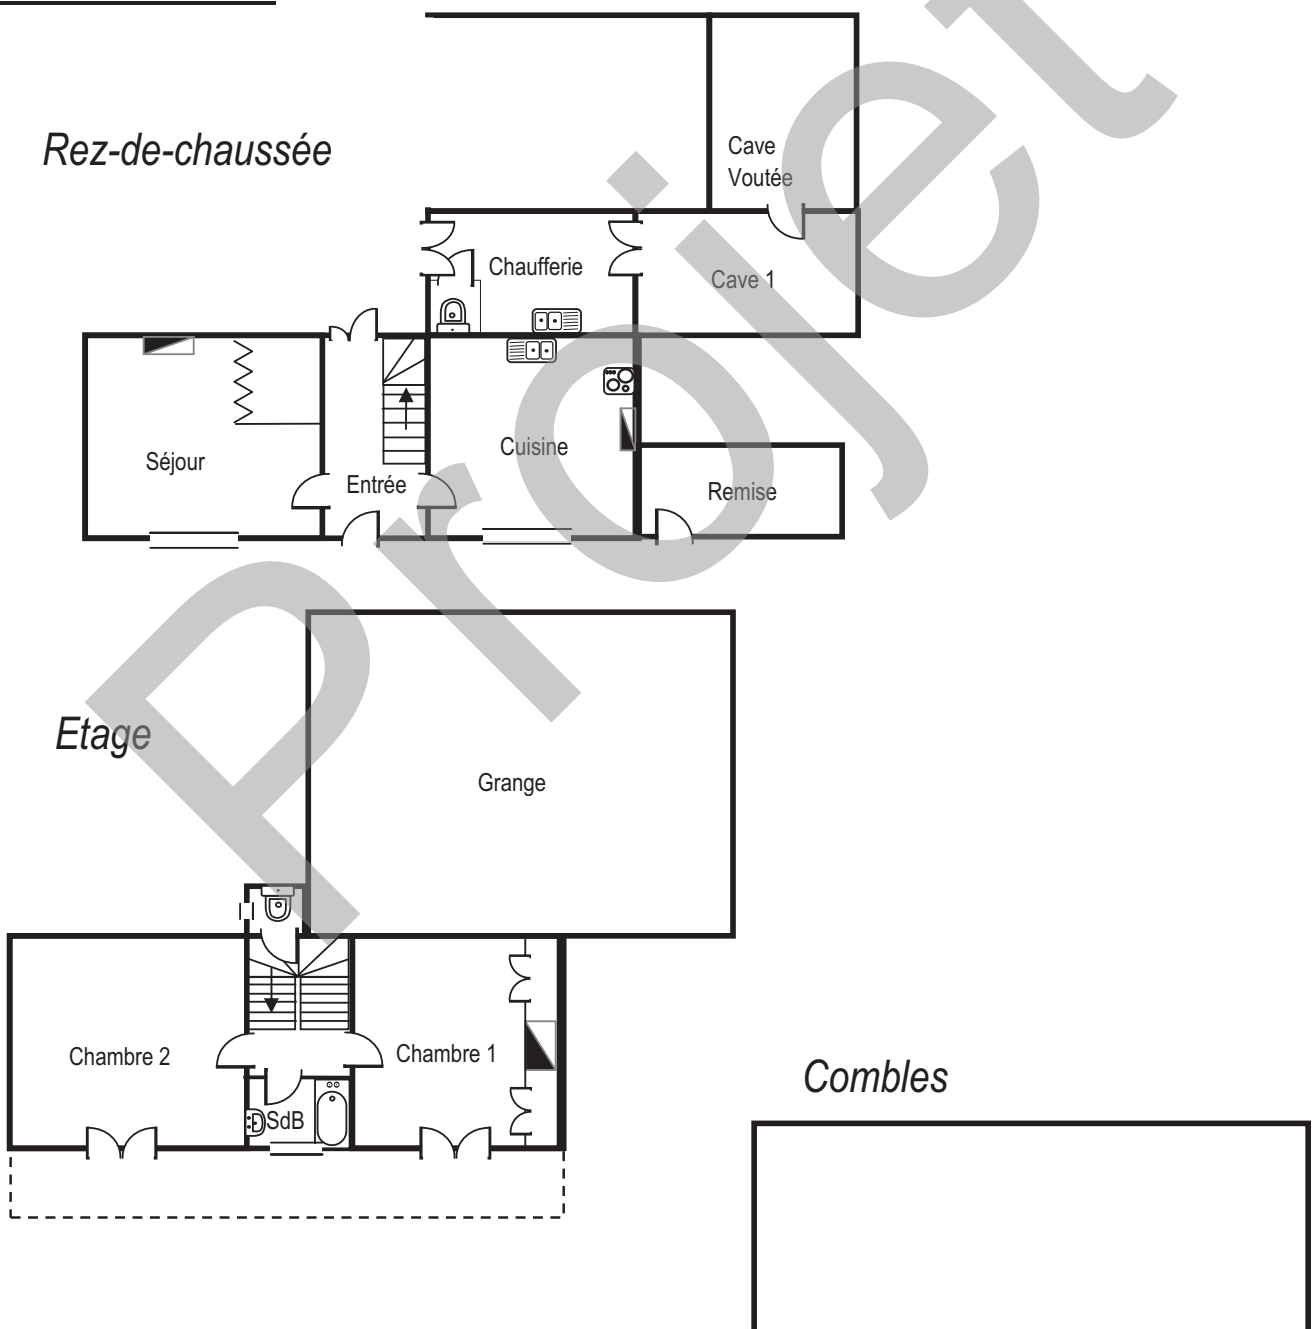 Rez-de-chaussée
Cave
Voutée
Chaufferie
Cave 1
Séjour
Entrée
Cuisine
Remise
Etage
Grange
Chambre 2
Chambre 1
SdB
Combles
Projet